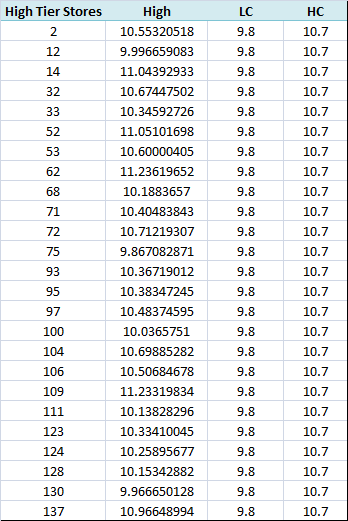 High Tier Stores High LC HC
2 10.55320518 9.8 10.7
12 9.996659083 9.8 10.7
14 11.04392933 9.8 10.7
32 10.67447502 9.8 10.7
33 10.34592726 9.8 10.7
52 11.05101698 9.8 10.7
53 10.60000405 9.8 10.7
62 11.23619652 9.8 10.7
68 10.1883657 9.8 10.7
71 10.40483843 9.8 10.7
72 10.71219307 9.8 10.7
75 9.867082871 9.8 10.7
93 10.36719012 9.8 10.7
95 10.38347245 9.8 10.7
97 10.48374595 9.8 10.7
100 10.0365751 9.8 10.7
104 10.69885282 9.8 10.7
106 10.50684678 9.8 10.7
109 11.23319834 9.8 10.7
111 10.13828296 9.8 10.7
123 10.33410045 9.8 10.7
124 10.25895677 9.8 10.7
128 10.15342882 9.8 10.7
130 9.966650128 9.8 10.7
137 10.96648994 9.8 10.7